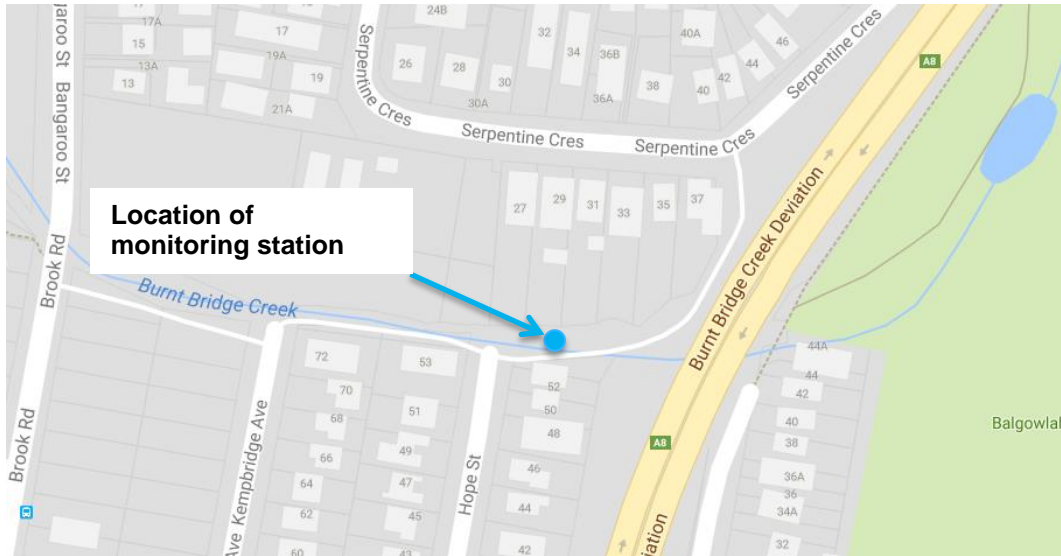 24B
17A
15
17
19A
13A
13
19
21A
Bangaroo St
Bangaroo St
Serpentine Cres
26
28
30
30A
32
34
36B
36A
38
40A
40
42
44
46
Serpentine Cres
Serpentine Cres
Serpentine Cres
A8
27
29
31
33
35
37
Location of
monitoring station
Brook Rd
Burnt Bridge Creek
Burnt Bridge Creek Deviation
72
53
70
68
51
66
49
64
47
62
45
60
43
52
50
48
46
44
42
Brook Rd
Kempbridge Ave
Ave
Hope St
A8
iation
44A
44
42
40
38
36A
36
34A
32
Balgowlah